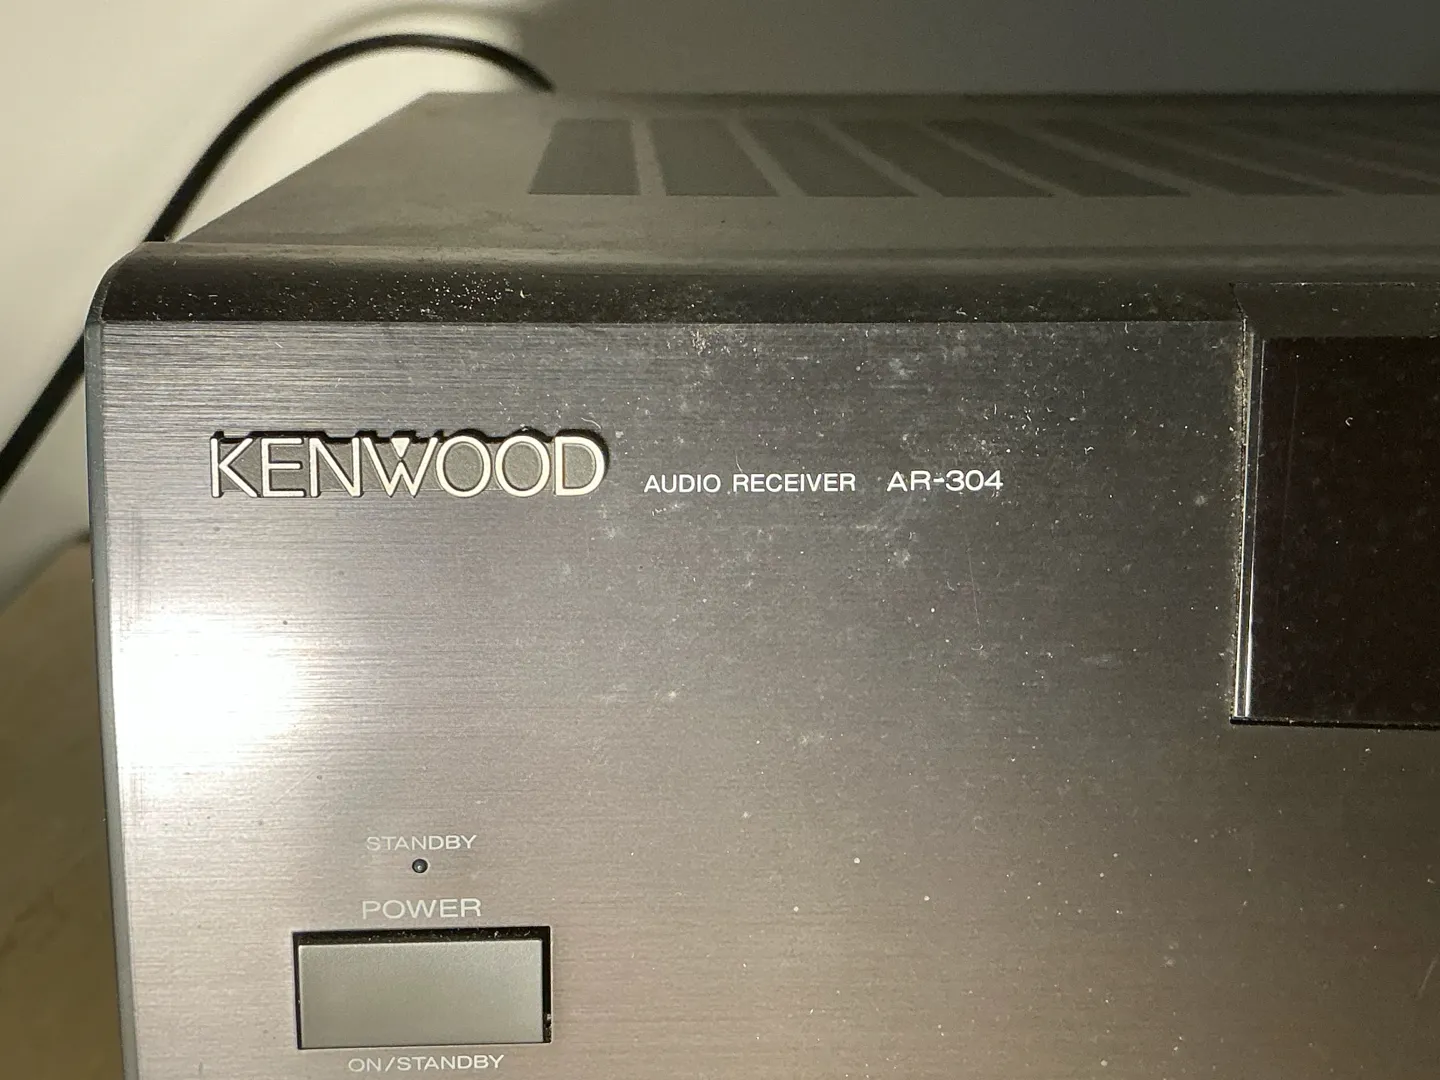 KENWOOD AUDIO RECEIVER AR-304
STANDBY
POWER
ON/STANDBY